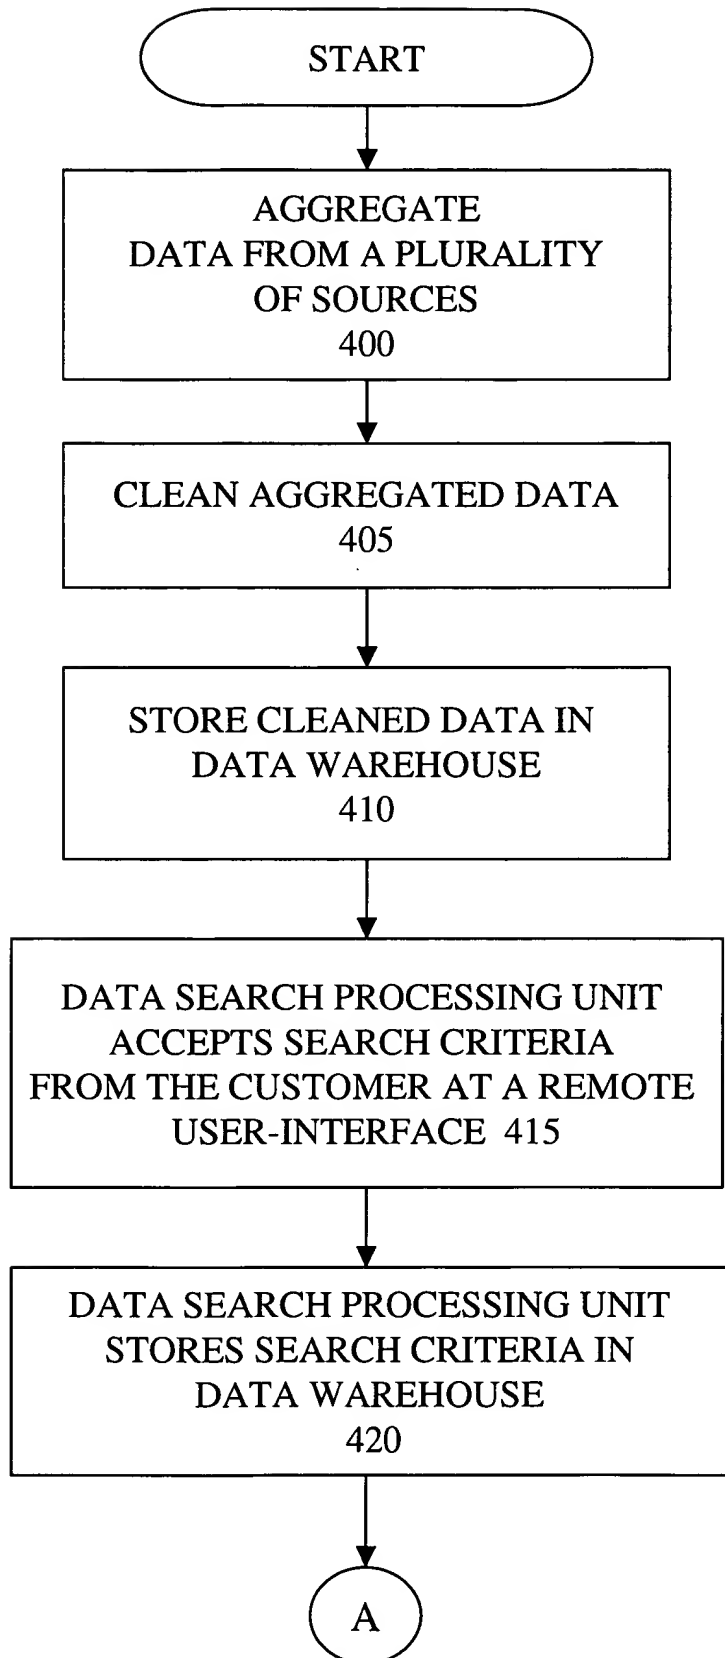 START
AGGREGATE
DATA FROM A PLURALITY
OF SOURCES
400
CLEAN AGGREGATED DATA
405
STORE CLEANED DATA IN
DATA WAREHOUSE
410
DATA SEARCH PROCESSING UNIT
ACCEPTS SEARCH CRITERIA
FROM THE CUSTOMER AT A REMOTE
USER-INTERFACE 415
DATA SEARCH PROCESSING UNIT
STORES SEARCH CRITERIA IN
DATA WAREHOUSE
420
A